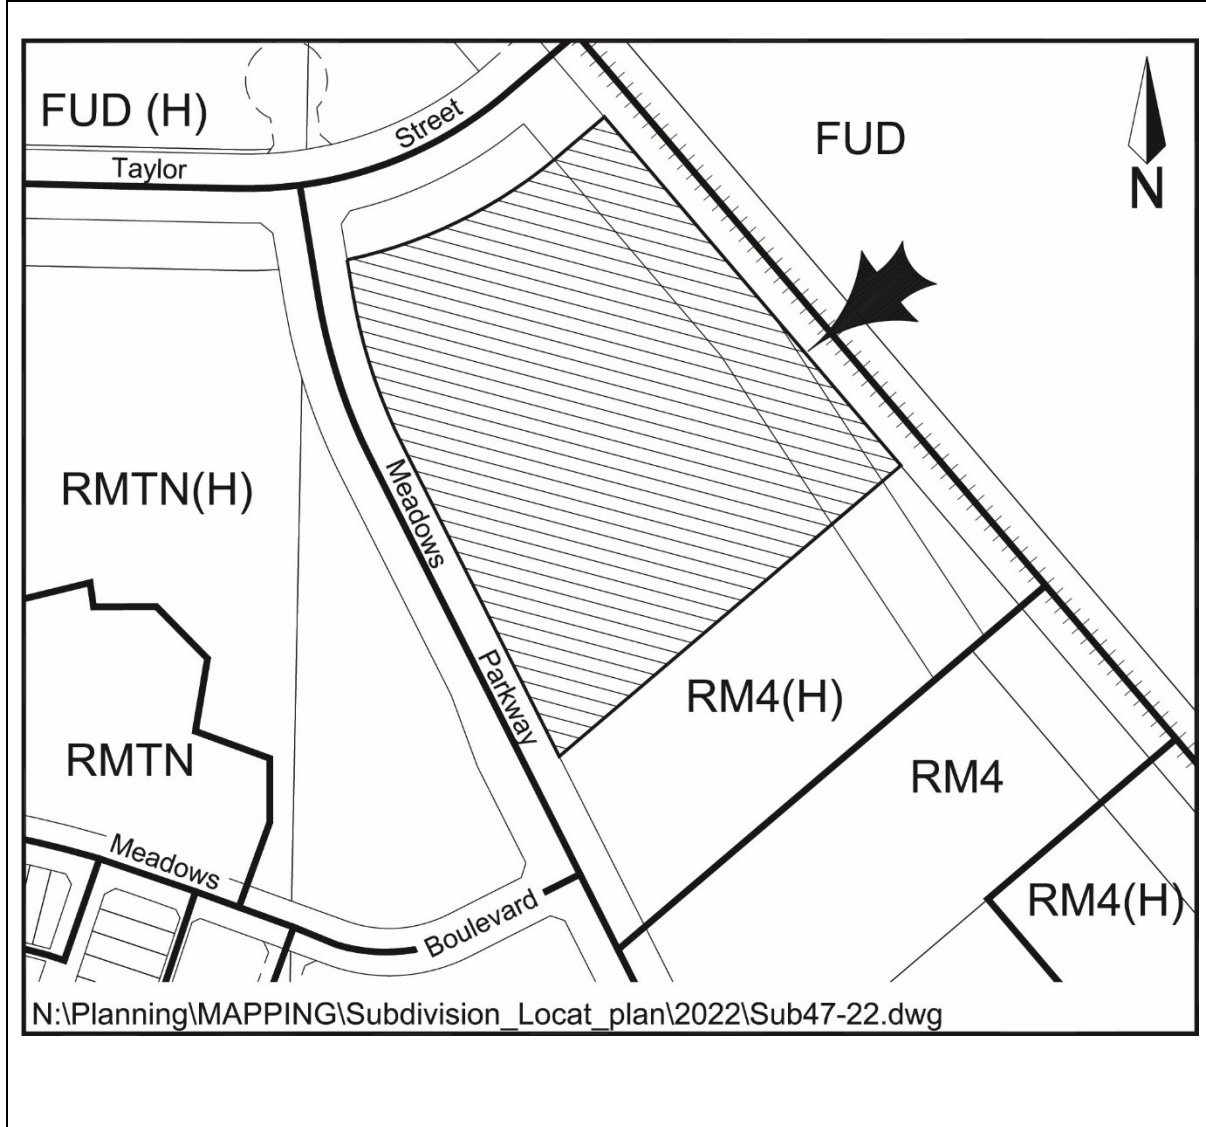 FUD (H)
Taylor
Street
FUD
N
RMTN(H)
Meadows
Parkway
RM4(H)
RMTN
RM4
Meadows
Boulevard
RM4(H)
N:\Planning\MAPPING\Subdivision_Locat_plan\2022\Sub47-22.dwg